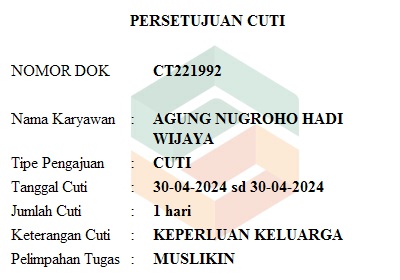 PERSETUJUAN CUTI
NOMOR DOK CT221992
Nama Karyawan : AGUNG NUGROHO HADI
WIJAYA
Tipe Pengajuan : CUTI
Tanggal Cuti : 30-04-2024 sd 30-04-2024
Jumlah Cuti : 1 hari
Keterangan Cuti : KEPERLUAN KELUARGA
Pelimpahan Tugas : MUSLIKIN